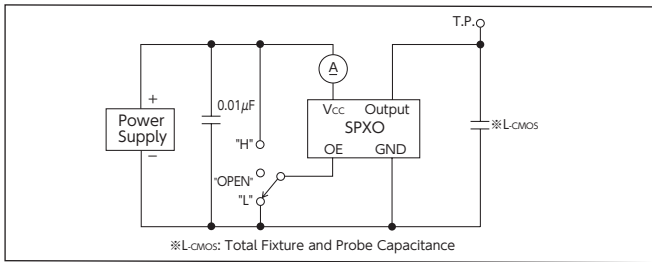 T.P.
A
+
0.01μF
Vcc Output
Power
Supply
SPXO
※L-CMOS
"H"
OE GND
−
"OPEN"
"L"
※L-CMOS: Total Fixture and Probe Capacitance